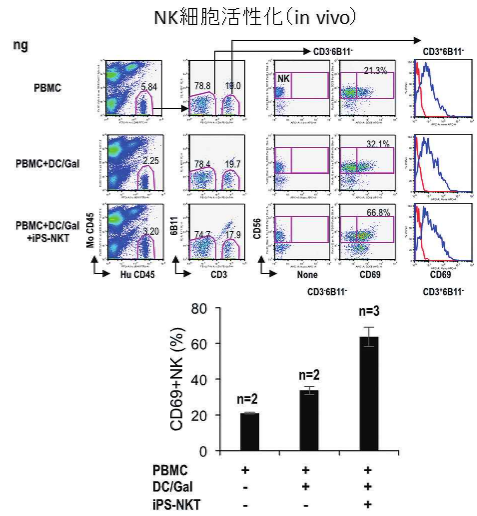 NK細胞活性化（in vivo）
ng
CD3-6B11-
CD3+6B11-
PBMC
5.84
78.8
19.0
NK
21.3%
PBMC+DC/Gal
2.25
78.4
19.7
32.1%
PBMC+DC/Gal
+iPS-NKT
3.20
74.7
17.9
66.8%
Mo CD45
6B11
CD56
Hu CD45
CD3
None
CD69
CD69
CD3-6B11-
CD3+6B11-
CD69+NK (%)
80
60
40
20
0
n=2
n=2
n=3
PBMC + + +
DC/Gal - + +
iPS-NKT - - +